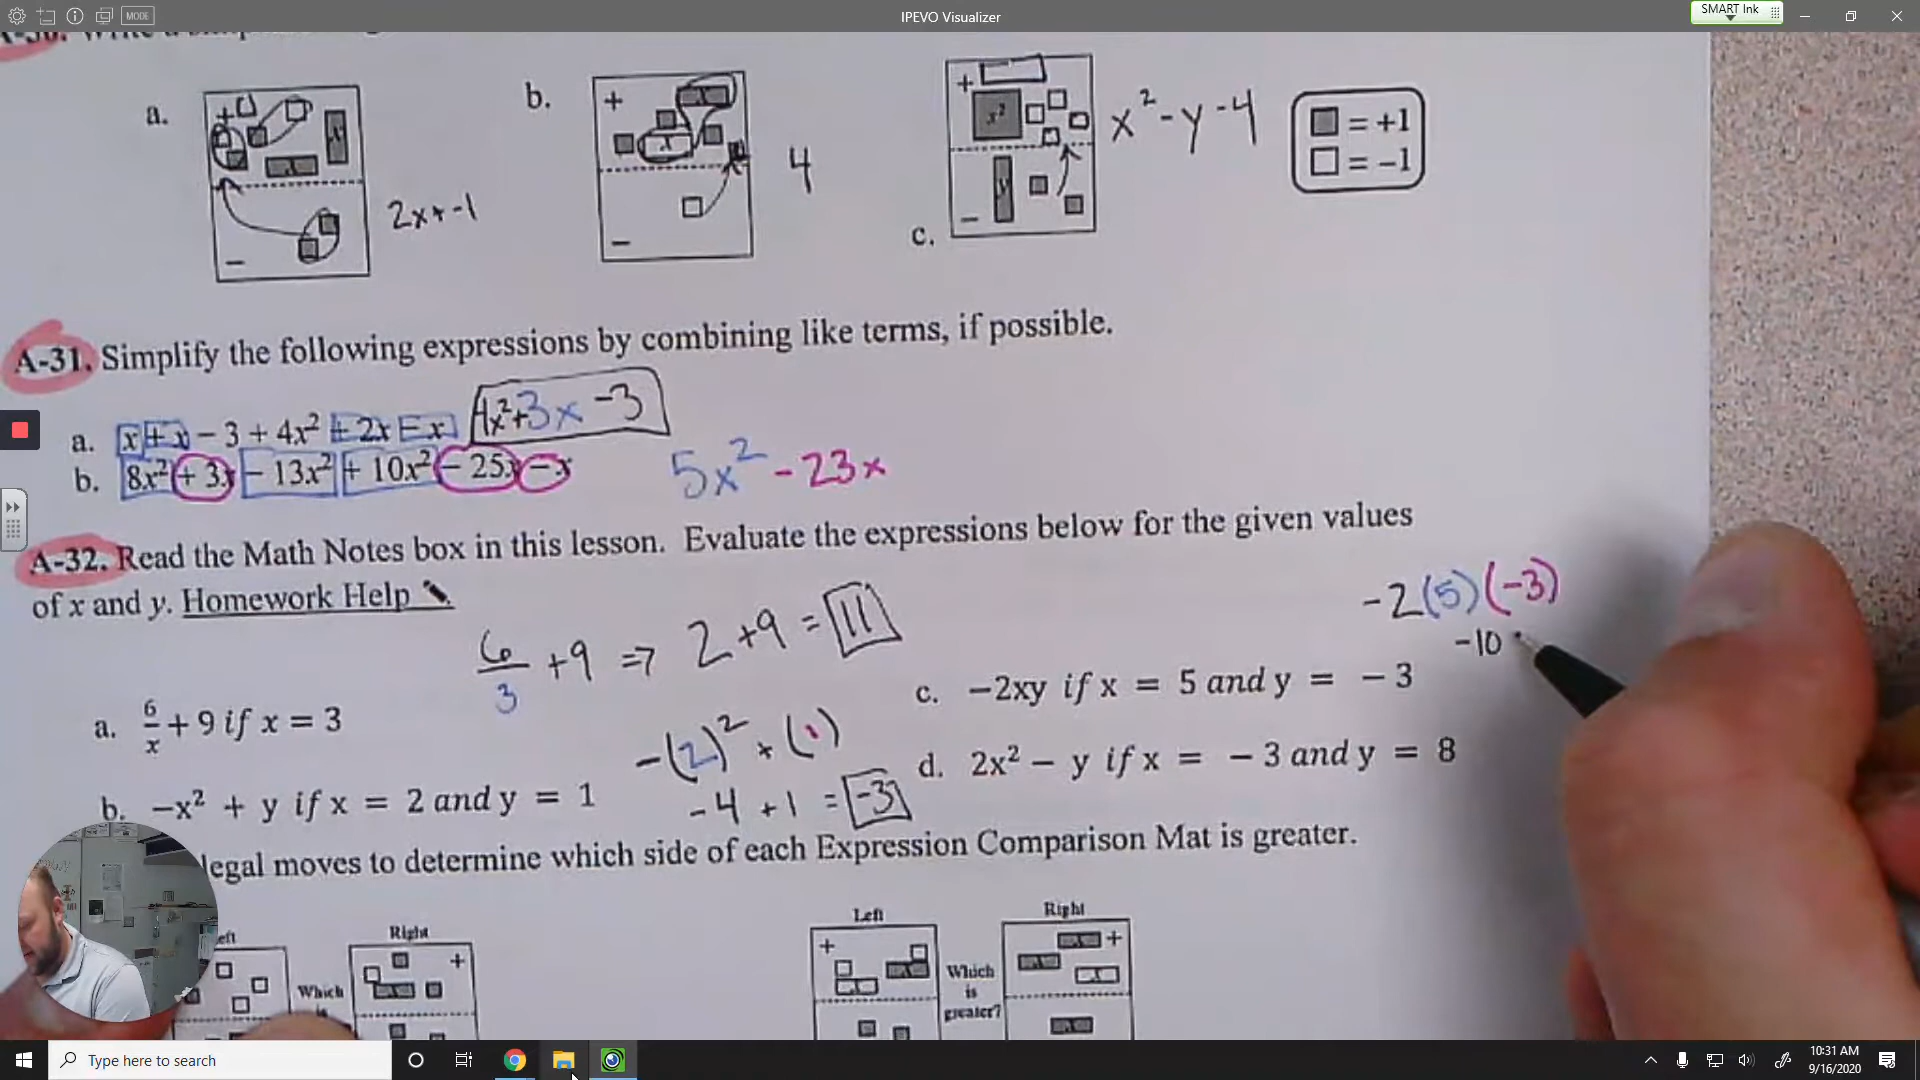 MODE
IPEVO Visualizer
SMART Ink
a.
+
x
2x+-1
–
b.
+
x
4
–
c.
+
x²
y
–
x² - y - 4
= +1
= –1
A-31. Simplify the following expressions by combining like terms, if possible.
a. x + x – 3 + 4x² + 2x – x
4x²+3x -3
b. 8x² + 3x – 13x² + 10x² – 25x – x
5x² - 23x
A-32. Read the Math Notes box in this lesson. Evaluate the expressions below for the given values
of x and y. Homework Help
6/3 +9 => 2+9 = 11
-2(5)(-3)
-10
a. 6/x + 9 if x = 3
c. −2xy if x = 5 and y = − 3
-(2)² + (1)
b. −x² + y if x = 2 and y = 1
-4 +1 = -3
d. 2x² − y if x = − 3 and y = 8
legal moves to determine which side of each Expression Comparison Mat is greater.
eft
Right
+
Which
Left
Right
+
+
Which
is
greater?
Type here to search
10:31 AM
9/16/2020